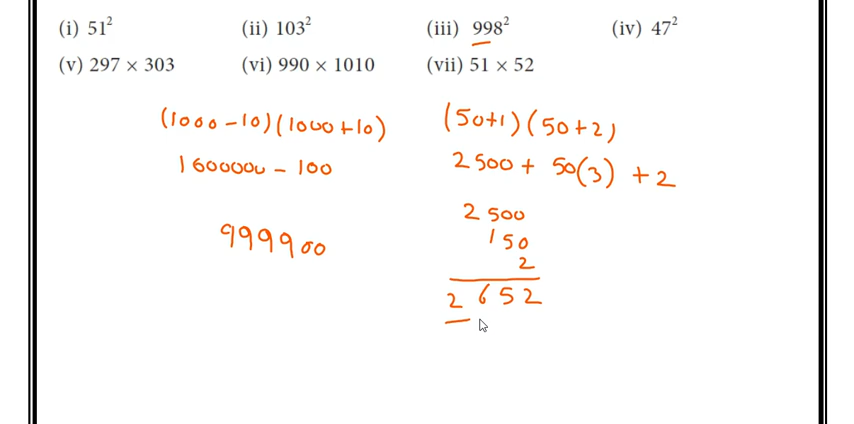 (i) 51² (ii) 103² (iii) 998² (iv) 47²
(v) 297 × 303 (vi) 990 × 1010 (vii) 51 × 52
(1000 - 10)(1000 + 10)
1000000 - 100
999900
(50+1)(50+2)
2500 + 50(3) + 2
2500
150
2
2652